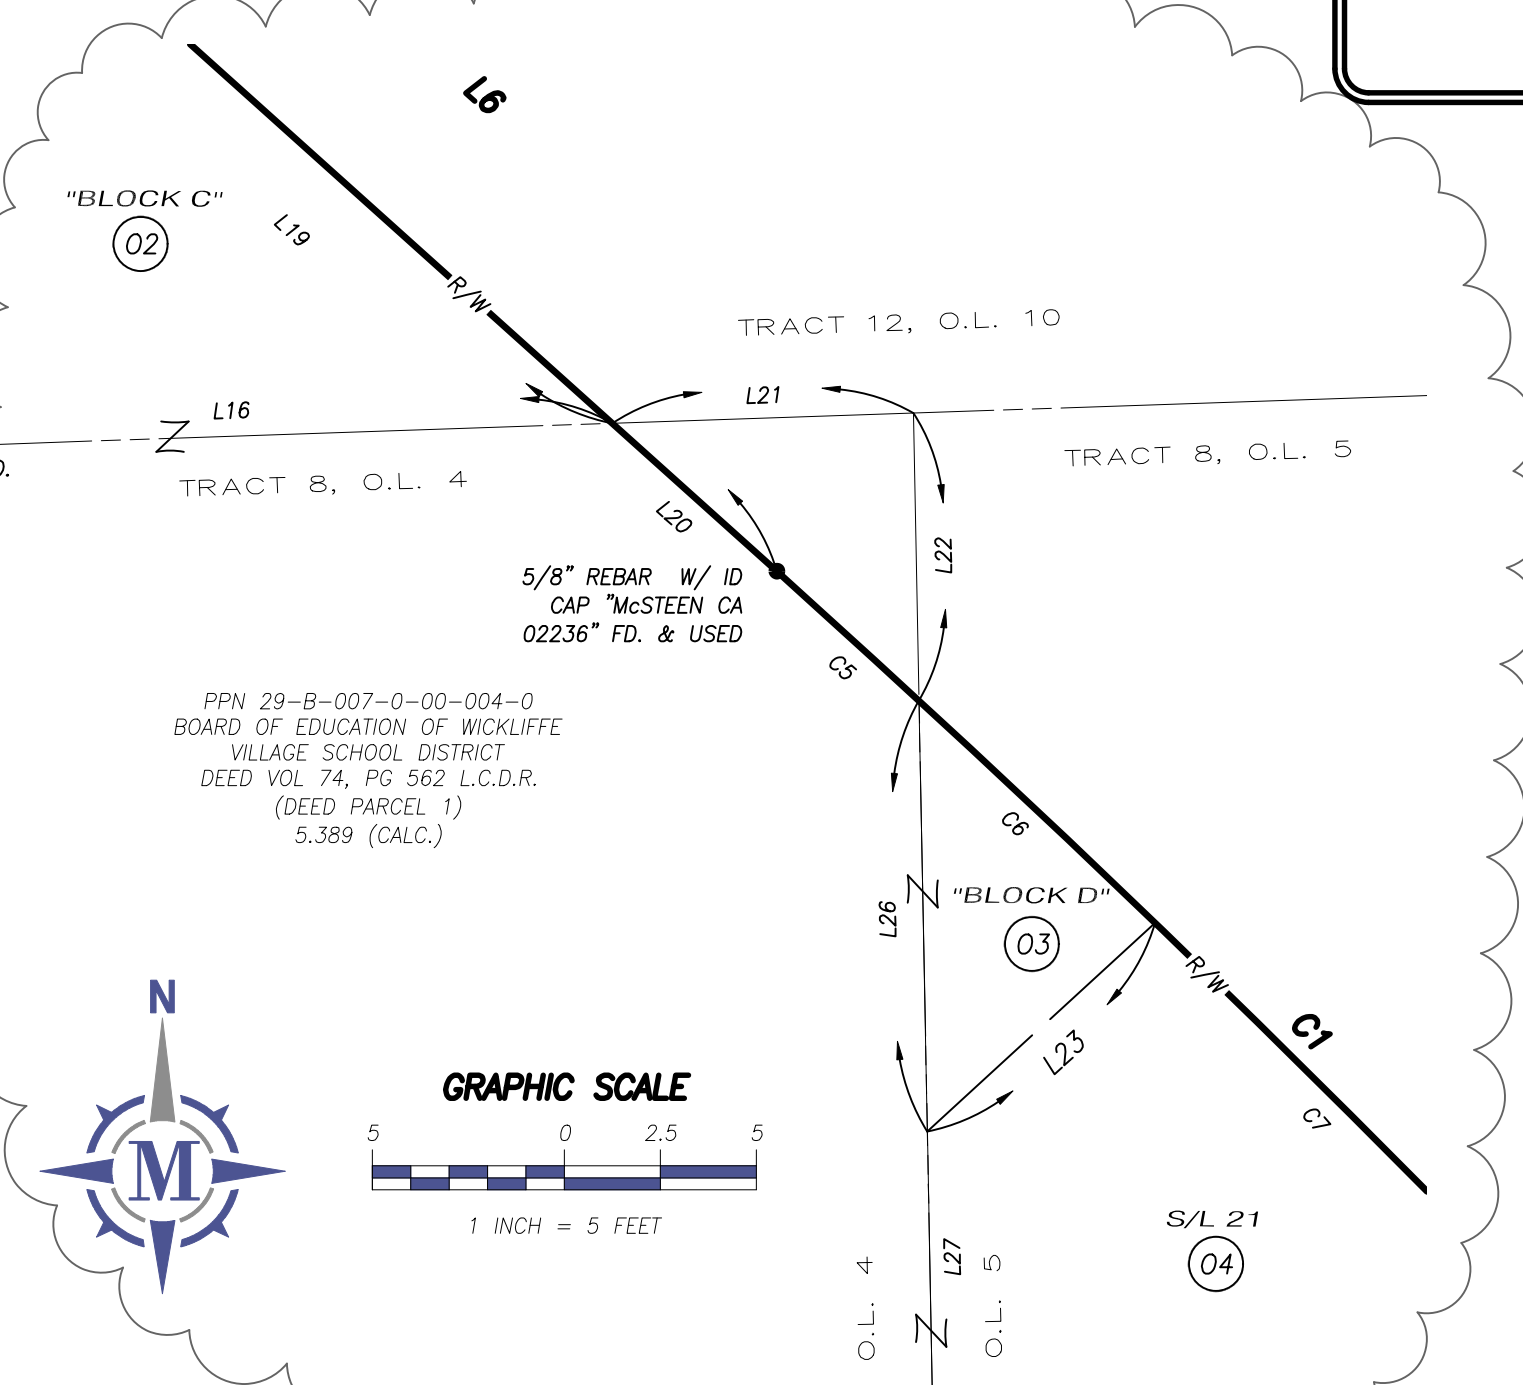 L6
"BLOCK C"
02
L19
R/W
TRACT 12, O.L. 10
L21
L16
TRACT 8, O.L. 5
TRACT 8, O.L. 4
L20
L22
5/8" REBAR W/ ID
CAP "McSTEEN CA
02236" FD. & USED
C5
PPN 29-B-007-0-00-004-0
BOARD OF EDUCATION OF WICKLIFFE
VILLAGE SCHOOL DISTRICT
DEED VOL 74, PG 562 L.C.D.R.
(DEED PARCEL 1)
5.389 (CALC.)
C6
"BLOCK D"
03
L26
R/W
C1
L23
C7
N
M
GRAPHIC SCALE
5 0 2.5 5
1 INCH = 5 FEET
S/L 21
04
O.L. 4
L27
O.L. 5